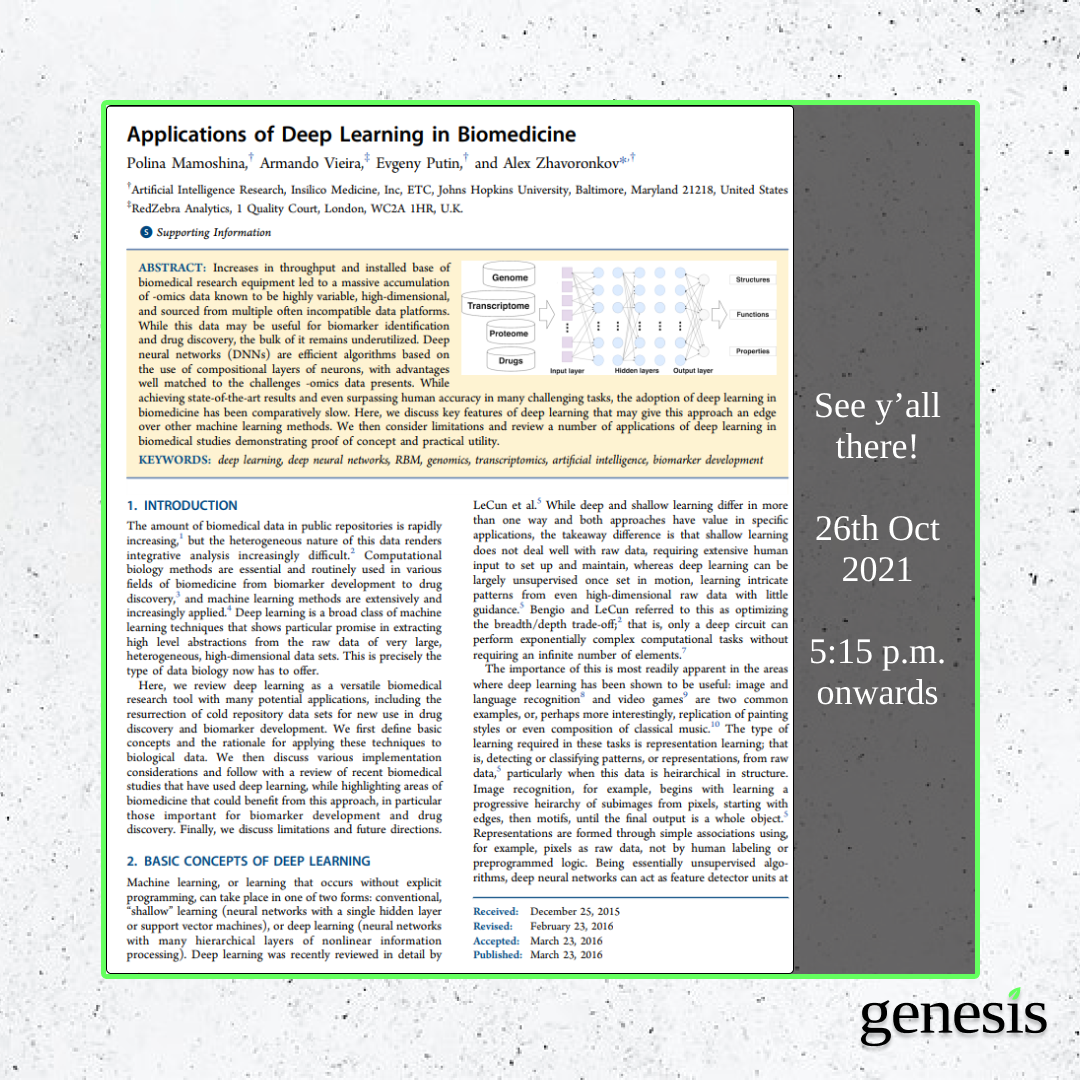 Applications of Deep Learning in Biomedicine
Polina Mamoshina,† Armando Vieira,‡ Evgeny Putin,† and Alex Zhavoronkov*,†
†Artificial Intelligence Research, Insilico Medicine, Inc, ETC, Johns Hopkins University, Baltimore, Maryland 21218, United States
‡RedZebra Analytics, 1 Quality Court, London, WC2A 1HR, U.K.
S Supporting Information
ABSTRACT: Increases in throughput and installed base of
biomedical research equipment led to a massive accumulation
of -omics data known to be highly variable, high-dimensional,
and sourced from multiple often incompatible data platforms.
While this data may be useful for biomarker identification
and drug discovery, the bulk of it remains underutilized. Deep
neural networks (DNNs) are efficient algorithms based on
the use of compositional layers of neurons, with advantages
well matched to the challenges -omics data presents. While
achieving state-of-the-art results and even surpassing human accuracy in many challenging tasks, the adoption of deep learning in
biomedicine has been comparatively slow. Here, we discuss key features of deep learning that may give this approach an edge
over other machine learning methods. We then consider limitations and review a number of applications of deep learning in
biomedical studies demonstrating proof of concept and practical utility.
KEYWORDS: deep learning, deep neural networks, RBM, genomics, transcriptomics, artificial intelligence, biomarker development
Genome
Transcriptome
Proteome
Drugs
Input layer
Hidden layers
Output layer
Structures
Functions
Properties
1. INTRODUCTION
The amount of biomedical data in public repositories is rapidly
increasing,1 but the heterogeneous nature of this data renders
integrative analysis increasingly difficult.2 Computational
biology methods are essential and routinely used in various
fields of biomedicine from biomarker development to drug
discovery,3 and machine learning methods are extensively and
increasingly applied.4 Deep learning is a broad class of machine
learning techniques that shows particular promise in extracting
high level abstractions from the raw data of very large,
heterogeneous, high-dimensional data sets. This is precisely the
type of data biology now has to offer.
Here, we review deep learning as a versatile biomedical
research tool with many potential applications, including the
resurrection of cold repository data sets for new use in drug
discovery and biomarker development. We first define basic
concepts and the rationale for applying these techniques to
biological data. We then discuss various implementation
considerations and follow with a review of recent biomedical
studies that have used deep learning, while highlighting areas of
biomedicine that could benefit from this approach, in particular
those important for biomarker development and drug
discovery. Finally, we discuss limitations and future directions.
2. BASIC CONCEPTS OF DEEP LEARNING
Machine learning, or learning that occurs without explicit
programming, can take place in one of two forms: conventional,
“shallow” learning (neural networks with a single hidden layer
or support vector machines), or deep learning (neural networks
with many hierarchical layers of nonlinear information
processing). Deep learning was recently reviewed in detail by
LeCun et al.5 While deep and shallow learning differ in more
than one way and both approaches have value in specific
applications, the takeaway difference is that shallow learning
does not deal well with raw data, requiring extensive human
input to set up and maintain, whereas deep learning can be
largely unsupervised once set in motion, learning intricate
patterns from even high-dimensional raw data with little
guidance.5 Bengio and LeCun referred to this as optimizing
the breadth/depth trade-off;2 that is, only a deep circuit can
perform exponentially complex computational tasks without
requiring an infinite number of elements.7
The importance of this is most readily apparent in the areas
where deep learning has been shown to be useful: image and
language recognition8 and video games9 are two common
examples, or, perhaps more interestingly, replication of painting
styles or even composition of classical music.10 The type of
learning required in these tasks is representation learning; that
is, detecting or classifying patterns, or representations, from raw
data,5 particularly when this data is heirarchical in structure.
Image recognition, for example, begins with learning a
progressive heirarchy of subimages from pixels, starting with
edges, then motifs, until the final output is a whole object.5
Representations are formed through simple associations using,
for example, pixels as raw data, not by human labeling or
preprogrammed logic. Being essentially unsupervised algo-
rithms, deep neural networks can act as feature detector units at
Received: December 25, 2015
Revised: February 23, 2016
Accepted: March 23, 2016
Published: March 23, 2016
See y’all
there!
26th Oct
2021
5:15 p.m.
onwards
genesis